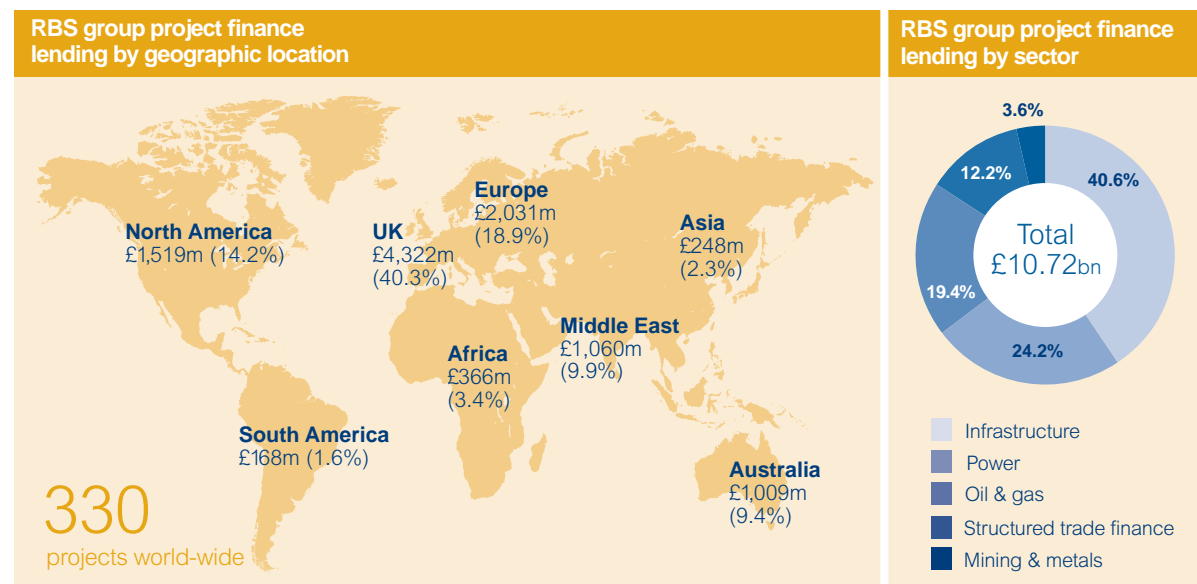 RBS group project finance
lending by geographic location
North America
£1,519m (14.2%)
UK
£4,322m
(40.3%)
Europe
£2,031m
(18.9%)
Asia
£248m
(2.3%)
Middle East
£1,060m
(9.9%)
Africa
£366m
(3.4%)
South America
£168m (1.6%)
Australia
£1,009m
(9.4%)
330
projects world-wide
RBS group project finance
lending by sector
3.6%
12.2%
40.6%
Total
£10.72bn
19.4%
24.2%
Infrastructure
Power
Oil & gas
Structured trade finance
Mining & metals